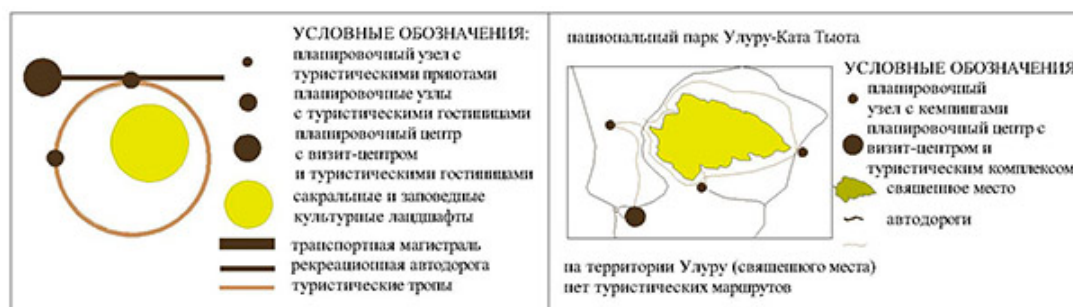 УСЛОВНЫЕ ОБОЗНАЧЕНИЯ:
планировочный узел с
туристическими приютами
планировочные узлы
с туристическими гостиницами
планировочный центр
с визит-центром
и туристическими гостиницами
сакральные и заповедные
культурные ландшафты
транспортная магистраль
рекреационная автодорога
туристические тропы
национальный парк Улуру-Ката Тьюта
УСЛОВНЫЕ ОБОЗНАЧЕНИЯ
планировочный
узел с кемпингами
планировочный центр с
визит-центром и
туристическим комплексом
священное место
автодороги
на территории Улуру (священного места)
нет туристических маршрутов